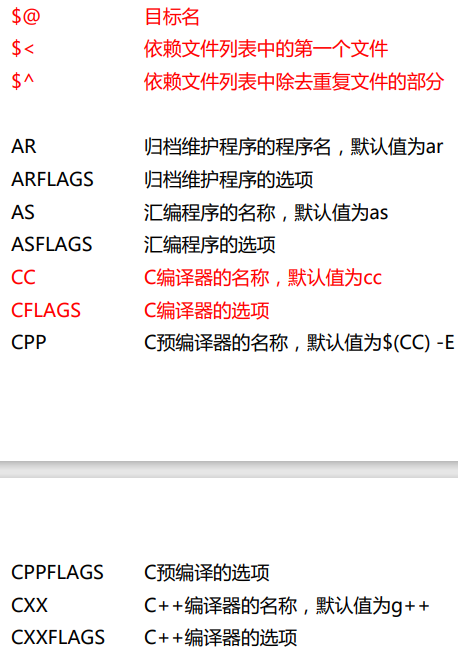 $@ 目标名
$< 依赖文件列表中的第一个文件
$^ 依赖文件列表中除去重复文件的部分
AR 归档维护程序的程序名，默认值为ar
ARFLAGS 归档维护程序的选项
AS 汇编程序的名称，默认值为as
ASFLAGS 汇编程序的选项
CC C编译器的名称，默认值为cc
CFLAGS C编译器的选项
CPP C预编译器的名称，默认值为$(CC) -E
CPPFLAGS C预编译的选项
CXX C++编译器的名称，默认值为g++
CXXFLAGS C++编译器的选项